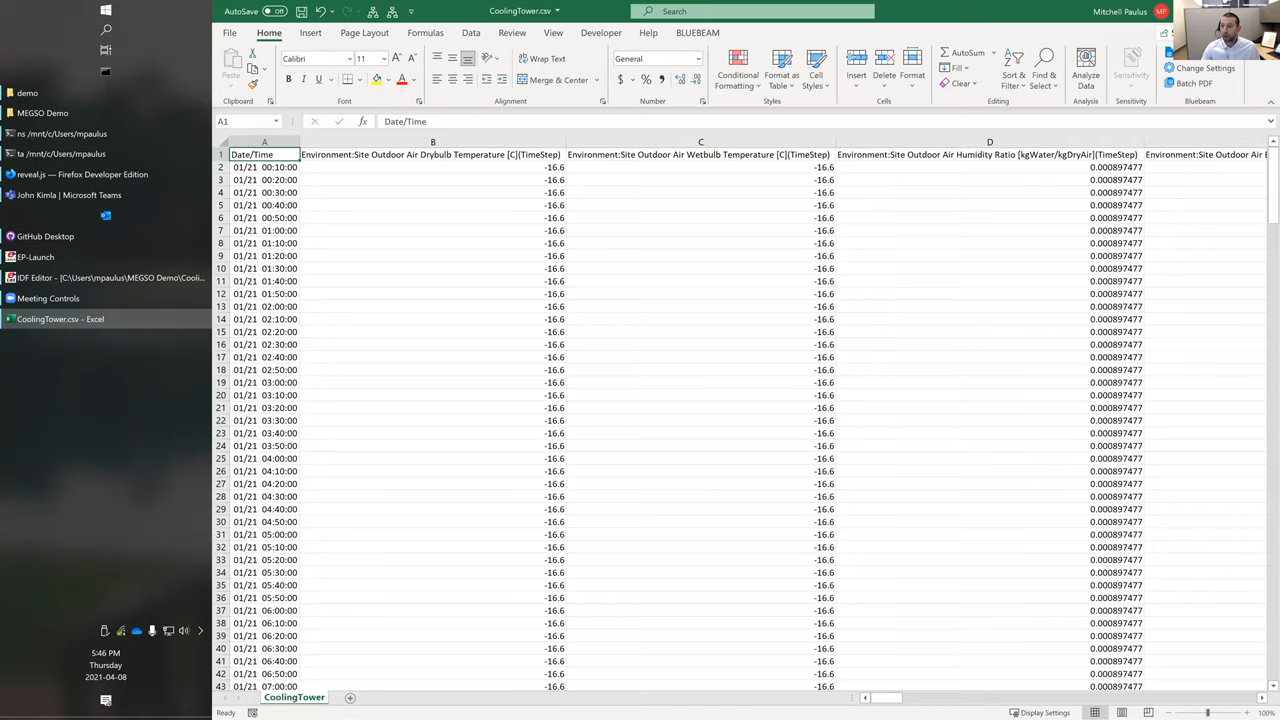 AutoSave Off
CoolingTower.csv
Search
Mitchell Paulus
MP
File Home Insert Page Layout Formulas Data Review View Developer Help BLUEBEAM
Paste
Clipboard
Calibri 11
B I U
Font
Wrap Text
Merge & Center
Alignment
General
$ % 
Number
Conditional Formatting
Format as Table
Cell Styles
Styles
Insert
Delete
Format
Cells
AutoSum
Fill
Clear
Sort & Filter
Find & Select
Editing
Analyze Data
Analysis
Sensitivity
Sensitivity
Change Settings
Batch PDF
Bluebeam
A1
fx
Date/Time
A B C D
1 Date/Time Environment:Site Outdoor Air Drybulb Temperature [C](TimeStep) Environment:Site Outdoor Air Wetbulb Temperature [C](TimeStep) Environment:Site Outdoor Air Humidity Ratio [kgWater/kgDryAir](TimeStep) Environment:Site Outdoor Air
2 01/21 00:10:00 -16.6 -16.6 0.000897477
3 01/21 00:20:00 -16.6 -16.6 0.000897477
4 01/21 00:30:00 -16.6 -16.6 0.000897477
5 01/21 00:40:00 -16.6 -16.6 0.000897477
6 01/21 00:50:00 -16.6 -16.6 0.000897477
7 01/21 01:00:00 -16.6 -16.6 0.000897477
8 01/21 01:10:00 -16.6 -16.6 0.000897477
9 01/21 01:20:00 -16.6 -16.6 0.000897477
10 01/21 01:30:00 -16.6 -16.6 0.000897477
11 01/21 01:40:00 -16.6 -16.6 0.000897477
12 01/21 01:50:00 -16.6 -16.6 0.000897477
13 01/21 02:00:00 -16.6 -16.6 0.000897477
14 01/21 02:10:00 -16.6 -16.6 0.000897477
15 01/21 02:20:00 -16.6 -16.6 0.000897477
16 01/21 02:30:00 -16.6 -16.6 0.000897477
17 01/21 02:40:00 -16.6 -16.6 0.000897477
18 01/21 02:50:00 -16.6 -16.6 0.000897477
19 01/21 03:00:00 -16.6 -16.6 0.000897477
20 01/21 03:10:00 -16.6 -16.6 0.000897477
21 01/21 03:20:00 -16.6 -16.6 0.000897477
22 01/21 03:30:00 -16.6 -16.6 0.000897477
23 01/21 03:40:00 -16.6 -16.6 0.000897477
24 01/21 03:50:00 -16.6 -16.6 0.000897477
25 01/21 04:00:00 -16.6 -16.6 0.000897477
26 01/21 04:10:00 -16.6 -16.6 0.000897477
27 01/21 04:20:00 -16.6 -16.6 0.000897477
28 01/21 04:30:00 -16.6 -16.6 0.000897477
29 01/21 04:40:00 -16.6 -16.6 0.000897477
30 01/21 04:50:00 -16.6 -16.6 0.000897477
31 01/21 05:00:00 -16.6 -16.6 0.000897477
32 01/21 05:10:00 -16.6 -16.6 0.000897477
33 01/21 05:20:00 -16.6 -16.6 0.000897477
34 01/21 05:30:00 -16.6 -16.6 0.000897477
35 01/21 05:40:00 -16.6 -16.6 0.000897477
36 01/21 05:50:00 -16.6 -16.6 0.000897477
37 01/21 06:00:00 -16.6 -16.6 0.000897477
38 01/21 06:10:00 -16.6 -16.6 0.000897477
39 01/21 06:20:00 -16.6 -16.6 0.000897477
40 01/21 06:30:00 -16.6 -16.6 0.000897477
41 01/21 06:40:00 -16.6 -16.6 0.000897477
42 01/21 06:50:00 -16.6 -16.6 0.000897477
43 01/21 07:00:00 -16.6 -16.6 0.000897477
CoolingTower
Ready
Display Settings
100%
demo
MEGSO Demo
ns /mnt/c/Users/mpaulus
ta /mnt/c/Users/mpaulus
reveal.js — Firefox Developer Edition
John Kimla | Microsoft Teams
GitHub Desktop
EP-Launch
IDF Editor - [C:\Users\mpaulus\MEGSO Demo\Cooli...
Meeting Controls
CoolingTower.csv - Excel
5:46 PM
Thursday
2021-04-08